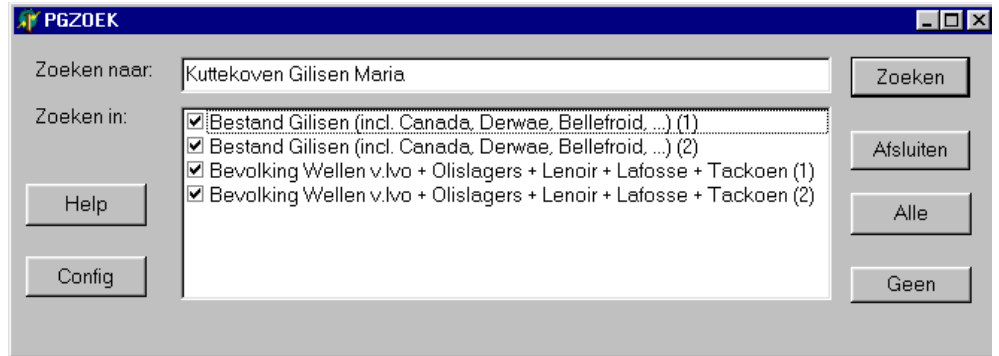 PGZOEK
Zoeken naar:
Kuttekoven Gilisen Maria
Zoeken
Zoeken in:
Bestand Gilisen (incl. Canada, Derwae, Bellefroid, ...) (1)
Bestand Gilisen (incl. Canada, Derwae, Bellefroid, ...) (2)
Bevolking Wellen v.Ivo + Olislagers + Lenoir + Lafosse + Tackoen (1)
Bevolking Wellen v.Ivo + Olislagers + Lenoir + Lafosse + Tackoen (2)
Afsluiten
Help
Alle
Config
Geen